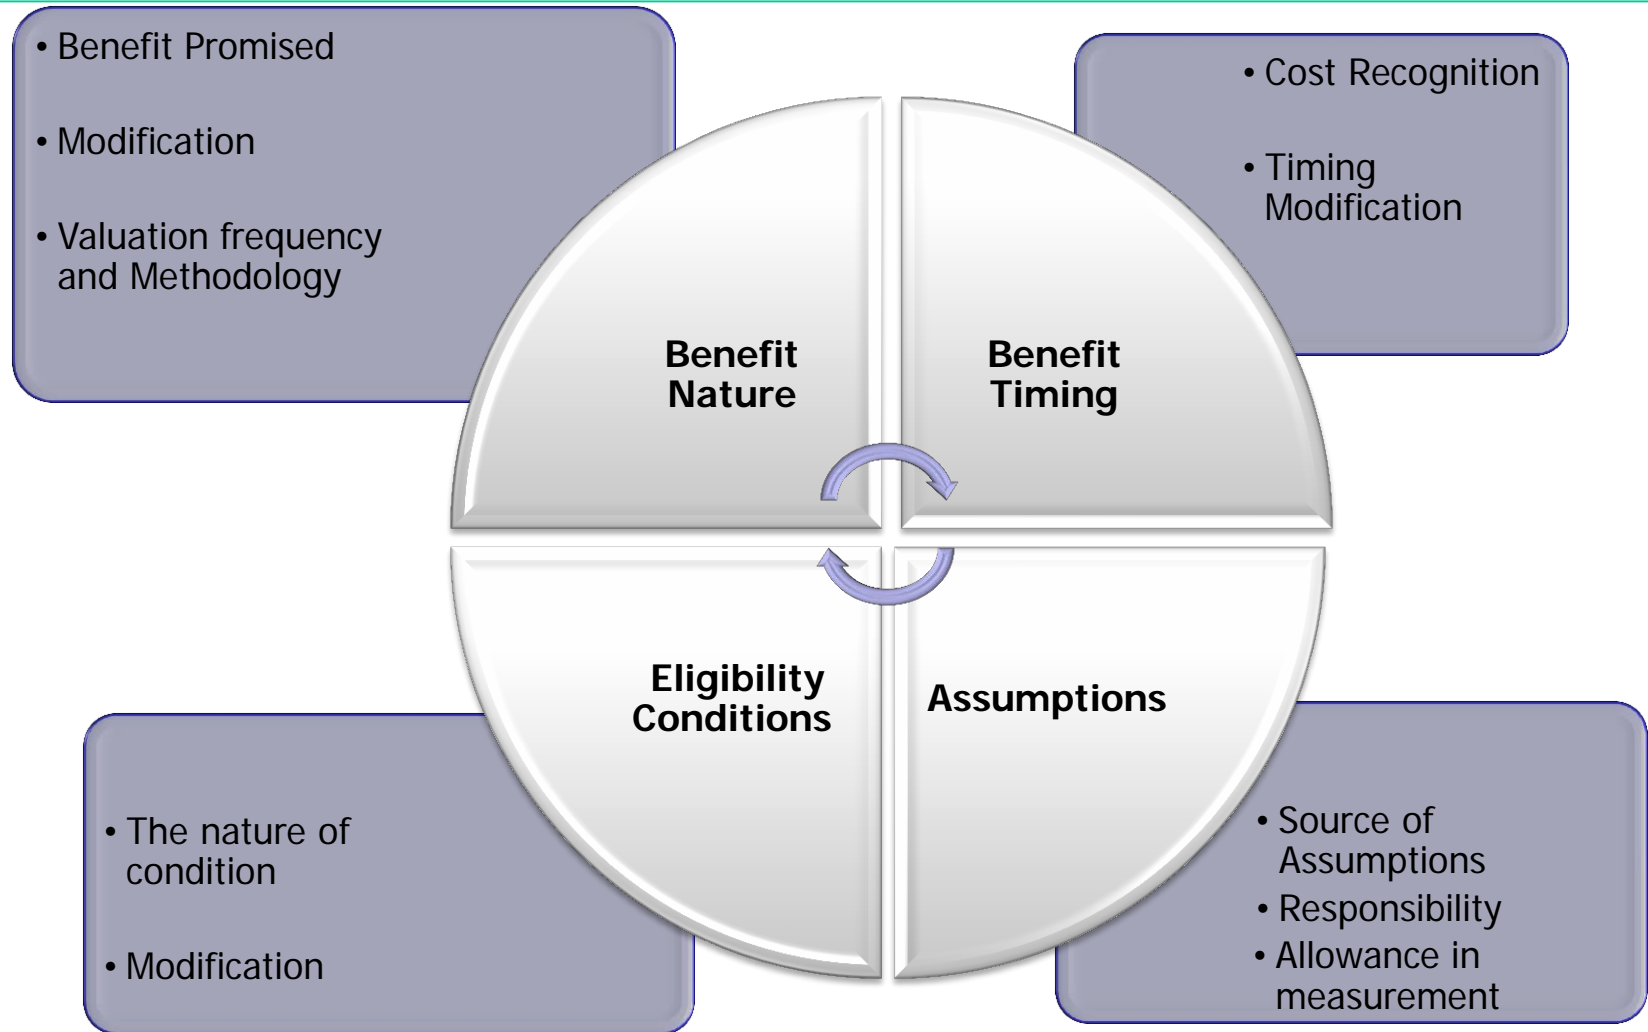 • Benefit Promised
• Modification
• Valuation frequency
and Methodology
• Cost Recognition
• Timing
Modification
Benefit
Nature
Benefit
Timing
Eligibility
Conditions
Assumptions
• The nature of
condition
• Modification
• Source of
Assumptions
• Responsibility
• Allowance in
measurement